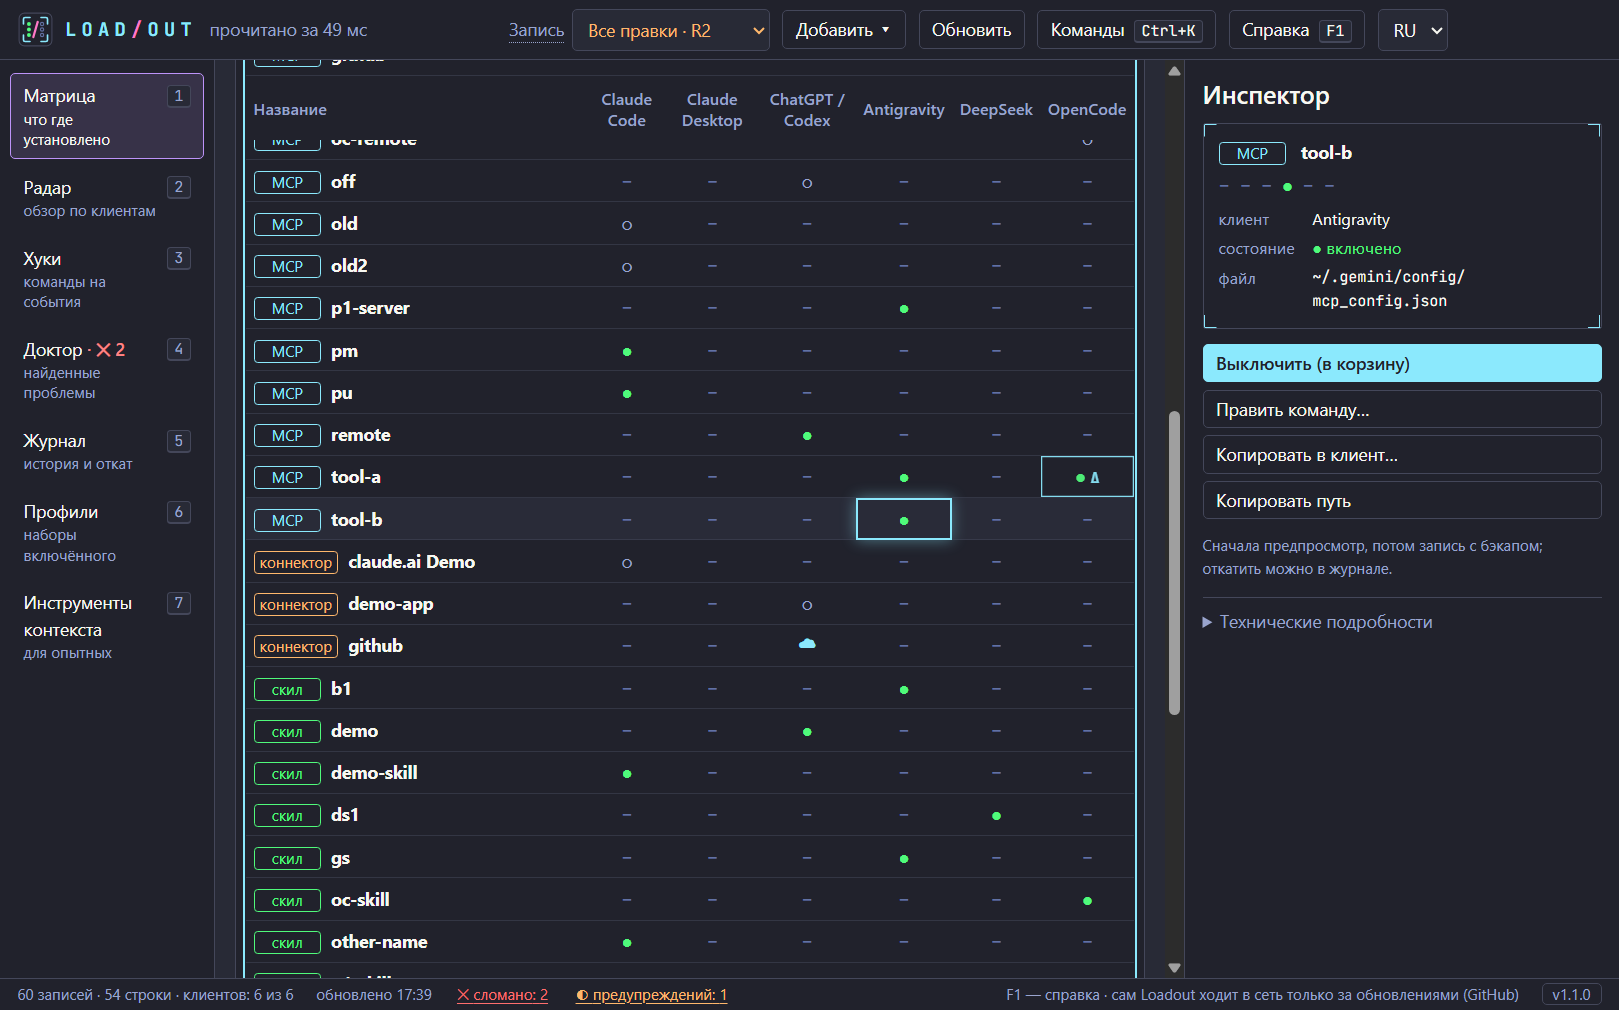 LOAD/OUT прочитано за 49 мс Запись Все правки · R2 Добавить ▼ Обновить Команды Ctrl+K Справка F1 RU
Матрица 1
что где
установлено
Радар 2
обзор по клиентам
Хуки 3
команды на
события
Доктор · ✕ 2 4
найденные
проблемы
Журнал 5
история и откат
Профили 6
наборы
включённого
Инструменты 7
контекста
для опытных
Название Claude Code Claude Desktop ChatGPT / Codex Antigravity DeepSeek OpenCode
MCP oc-remote ○
MCP off – – ○ – – –
MCP old ○ – – – – –
MCP old2 ○ – – – – –
MCP p1-server – – – ● – –
MCP pm ● – – – – –
MCP pu ● – – – – –
MCP remote – – ● – – –
MCP tool-a – – – ● – ● Δ
MCP tool-b – – – ● – –
коннектор claude.ai Demo ○ – – – – –
коннектор demo-app – – ○ – – –
коннектор github – – ☁ – – –
скил b1 – – – ● – –
скил demo – – ● – – –
скил demo-skill ● – – – – –
скил ds1 – – – – ● –
скил gs – – – ● – –
скил oc-skill – – – – – ●
скил other-name ● – – – – –
Инспектор
MCP tool-b
– – – ● – –
клиент Antigravity
состояние ● включено
файл ~/.gemini/config/
mcp_config.json
Выключить (в корзину)
Править команду...
Копировать в клиент...
Копировать путь
Сначала предпросмотр, потом запись с бэкапом;
откатить можно в журнале.
▶ Технические подробности
60 записей · 54 строки · клиентов: 6 из 6 обновлено 17:39 ✕ сломано: 2 ◐ предупреждений: 1 F1 — справка · сам Loadout ходит в сеть только за обновлениями (GitHub) v1.1.0